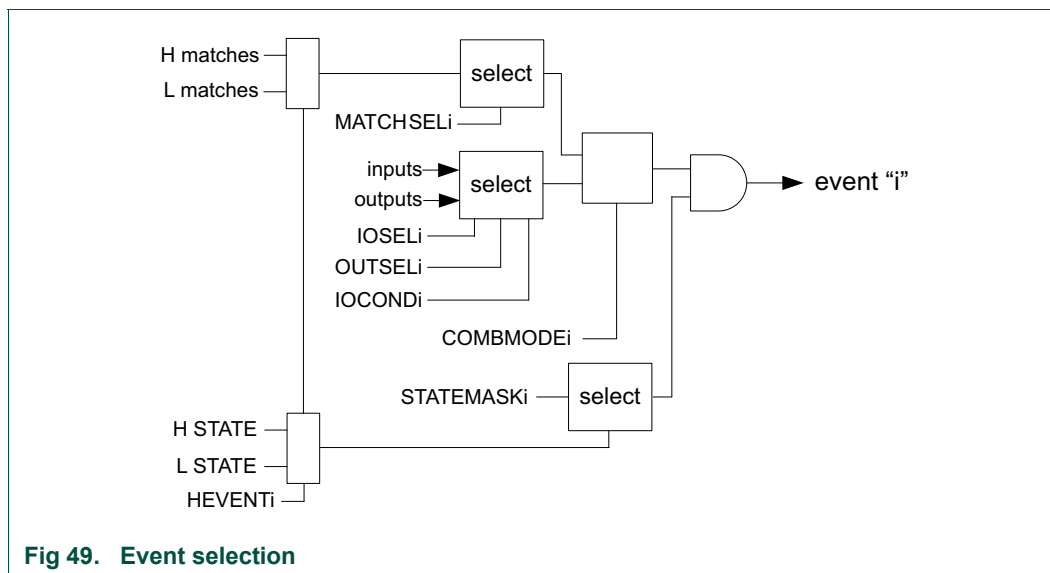 H matches
L matches
select
MATCHSELi
inputs
outputs
select
IOSELi
OUTSELi
IOCONDi
event “i”
COMBMODEi
STATEMASKi
select
H STATE
L STATE
HEVENTi
Fig 49. Event selection